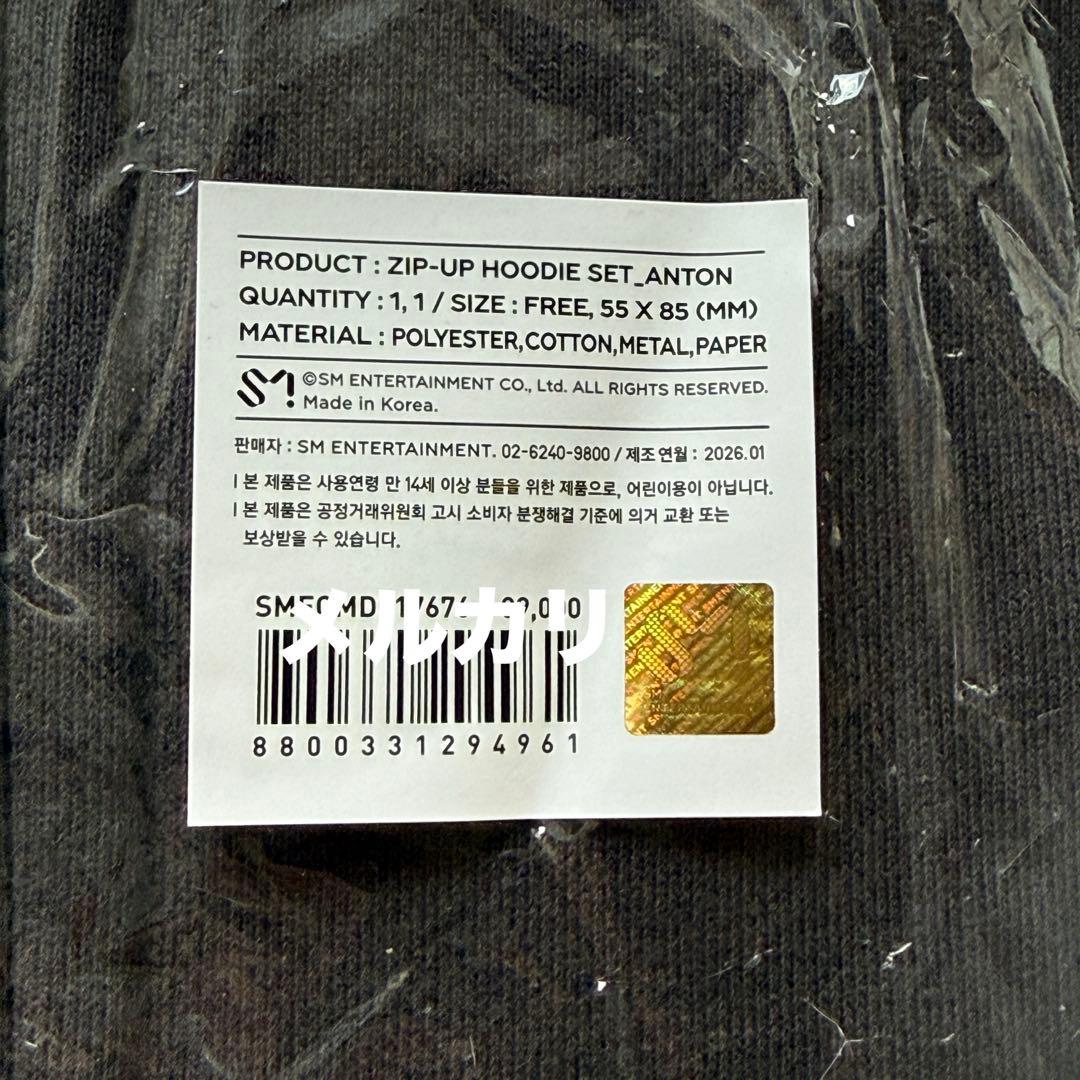 PRODUCT : ZIP-UP HOODIE SET_ANTON
QUANTITY : 1, 1 / SIZE : FREE, 55 X 85 (MM)
MATERIAL : POLYESTER,COTTON,METAL,PAPER
SM ©SM ENTERTAINMENT CO., Ltd. ALL RIGHTS RESERVED.
Made in Korea.
판매자 : SM ENTERTAINMENT. 02-6240-9800 / 제조연월 : 2026.01
I 본 제품은 사용연령 만 14세 이상 분들을 위한 제품으로, 어린이용이 아닙니다.
I 본 제품은 공정거래위원회 고시 소비자 분쟁해결 기준에 의거 교환 또는
보상받을 수 있습니다.
メルカリ
8800331294961